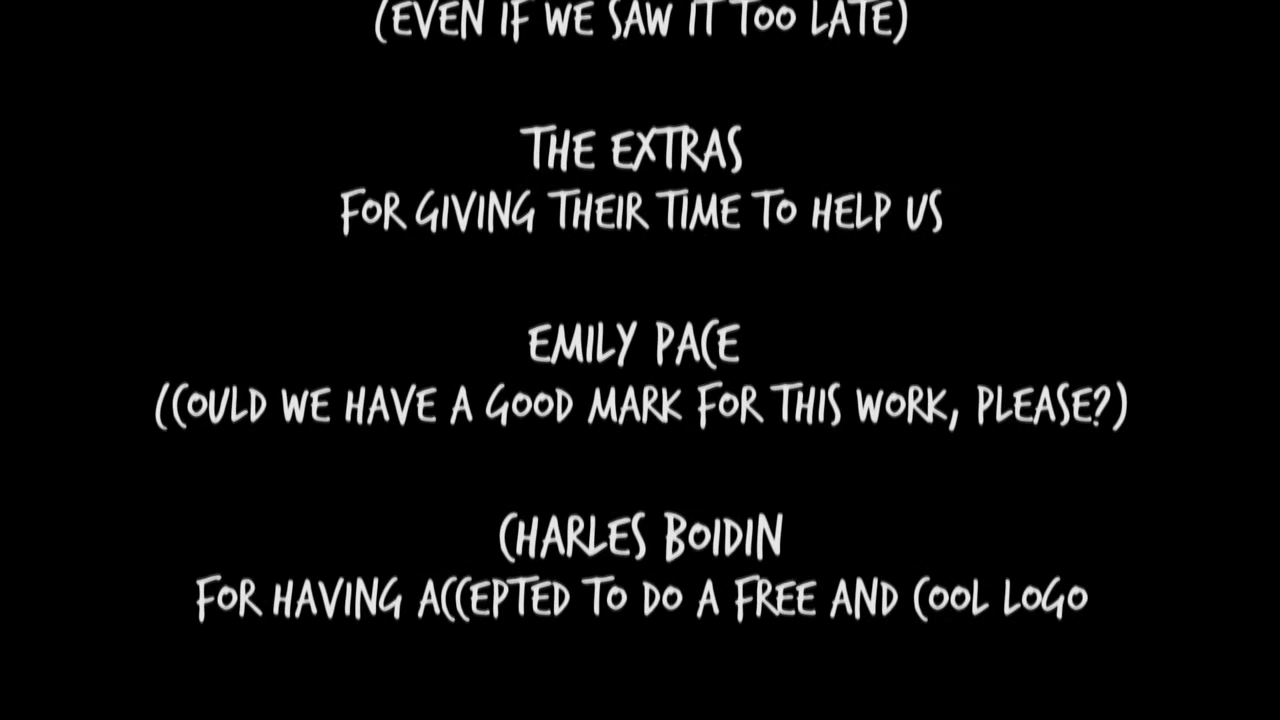 (EVEN IF WE SAW IT TOO LATE)
THE EXTRAS
FOR GIVING THEIR TIME TO HELP US
EMILY PACE
(COULD WE HAVE A GOOD MARK FOR THIS WORK, PLEASE?)
CHARLES BOIDIN
FOR HAVING ACCEPTED TO DO A FREE AND COOL LOGO